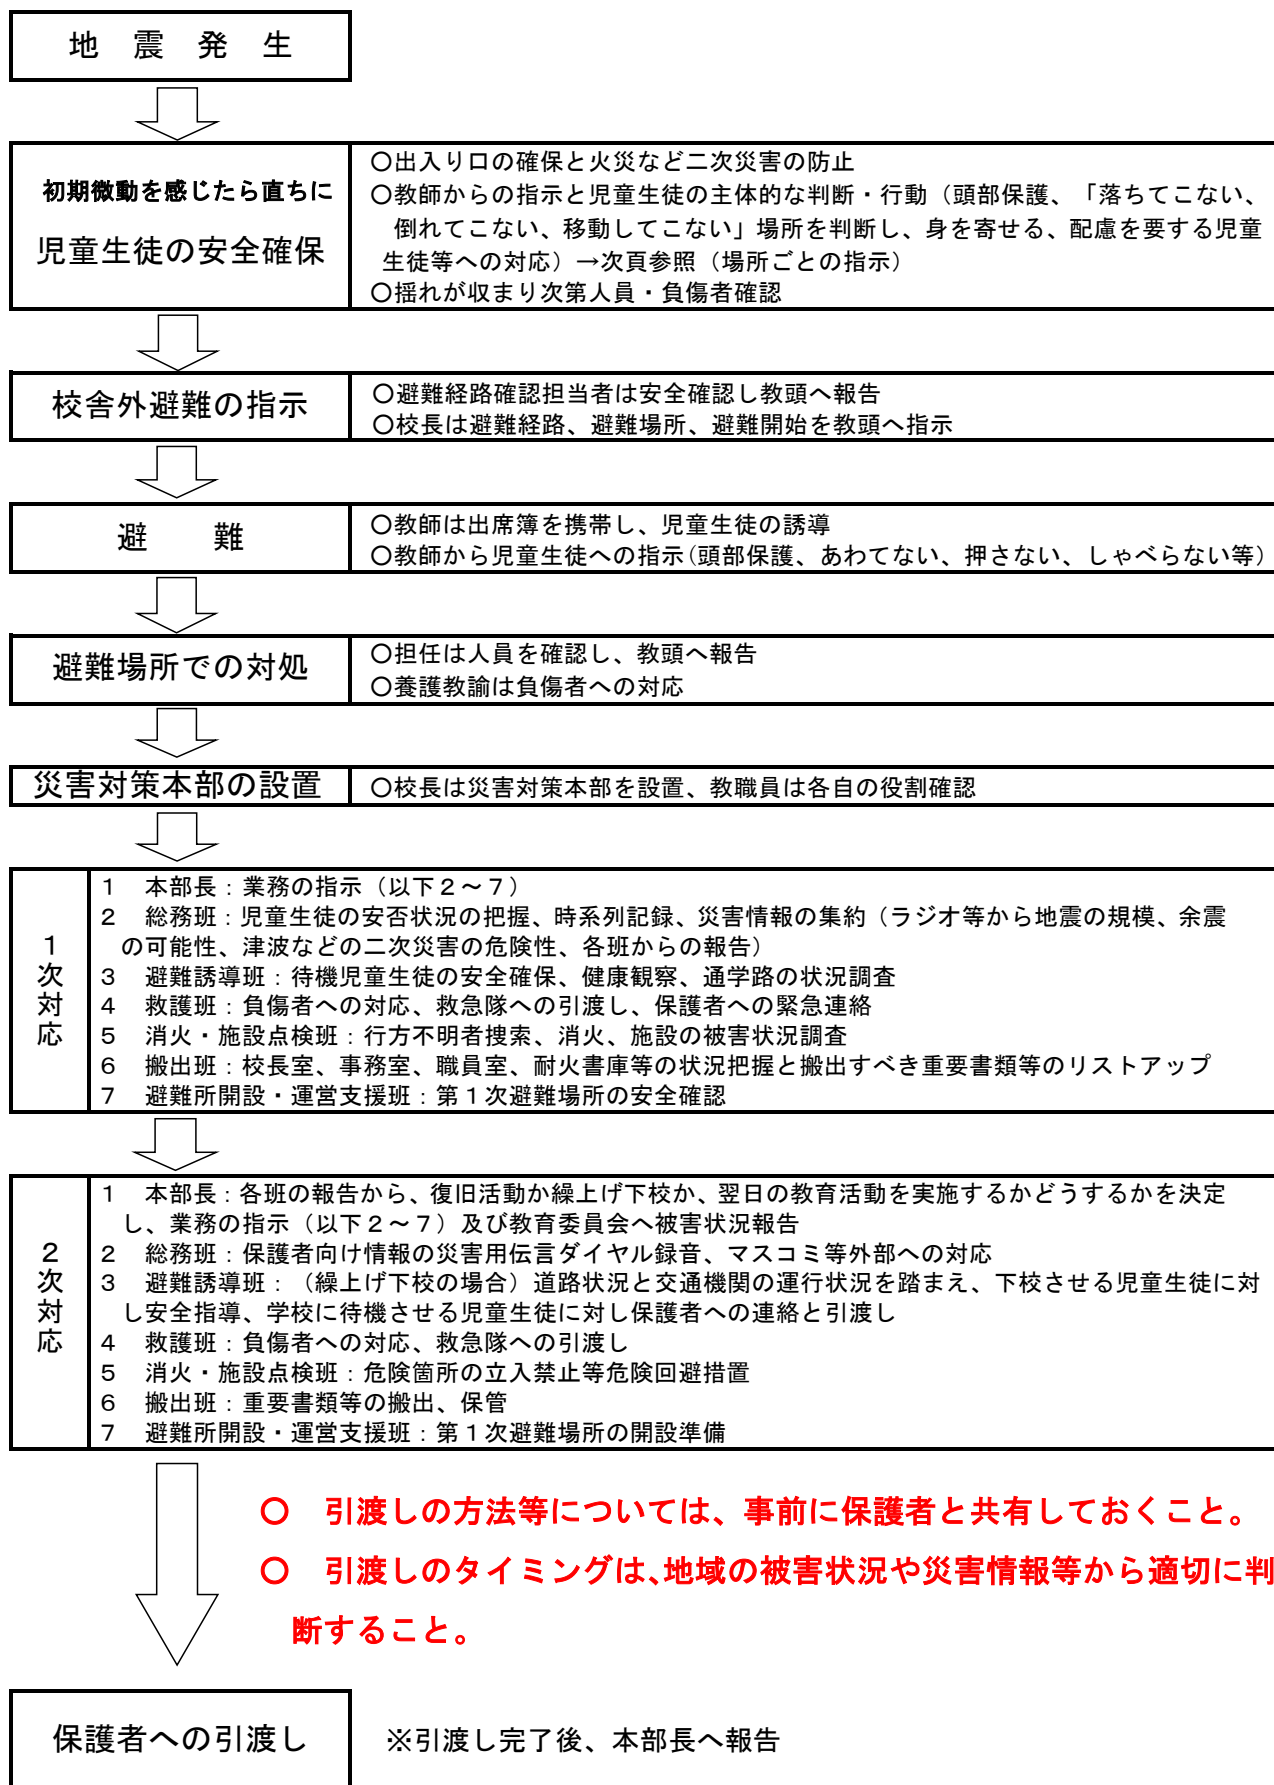 地　震　発　生
初期微動を感じたら直ちに
児童生徒の安全確保
○出入り口の確保と火災など二次災害の防止
○教師からの指示と児童生徒の主体的な判断・行動（頭部保護、「落ちてこない、
倒れてこない、移動してこない」場所を判断し、身を寄せる、配慮を要する児童
生徒等への対応）→次頁参照（場所ごとの指示）
○揺れが収まり次第人員・負傷者確認
校舎外避難の指示
○避難経路確認担当者は安全確認し教頭へ報告
○校長は避難経路、避難場所、避難開始を教頭へ指示
避　　難
○教師は出席簿を携帯し、児童生徒の誘導
○教師から児童生徒への指示(頭部保護、あわてない、押さない、しゃべらない等)
避難場所での対処
○担任は人員を確認し、教頭へ報告
○養護教諭は負傷者への対応
災害対策本部の設置
○校長は災害対策本部を設置、教職員は各自の役割確認
１次対応
１　本部長：業務の指示（以下２～７）
２　総務班：児童生徒の安否状況の把握、時系列記録、災害情報の集約（ラジオ等から地震の規模、余震
の可能性、津波などの二次災害の危険性、各班からの報告）
３　避難誘導班：待機児童生徒の安全確保、健康観察、通学路の状況調査
４　救護班：負傷者への対応、救急隊への引渡し、保護者への緊急連絡
５　消火・施設点検班：行方不明者捜索、消火、施設の被害状況調査
６　搬出班：校長室、事務室、職員室、耐火書庫等の状況把握と搬出すべき重要書類等のリストアップ
７　避難所開設・運営支援班：第１次避難場所の安全確認
２次対応
１　本部長：各班の報告から、復旧活動か繰上げ下校か、翌日の教育活動を実施するかどうするかを決定
し、業務の指示（以下２～７）及び教育委員会へ被害状況報告
２　総務班：保護者向け情報の災害用伝言ダイヤル録音、マスコミ等外部への対応
３　避難誘導班：（繰上げ下校の場合）道路状況と交通機関の運行状況を踏まえ、下校させる児童生徒に対
し安全指導、学校に待機させる児童生徒に対し保護者への連絡と引渡し
４　救護班：負傷者への対応、救急隊への引渡し
５　消火・施設点検班：危険箇所の立入禁止等危険回避措置
６　搬出班：重要書類等の搬出、保管
７　避難所開設・運営支援班：第１次避難場所の開設準備
○　引渡しの方法等については、事前に保護者と共有しておくこと。
○　引渡しのタイミングは、地域の被害状況や災害情報等から適切に判
断すること。
保護者への引渡し
※引渡し完了後、本部長へ報告